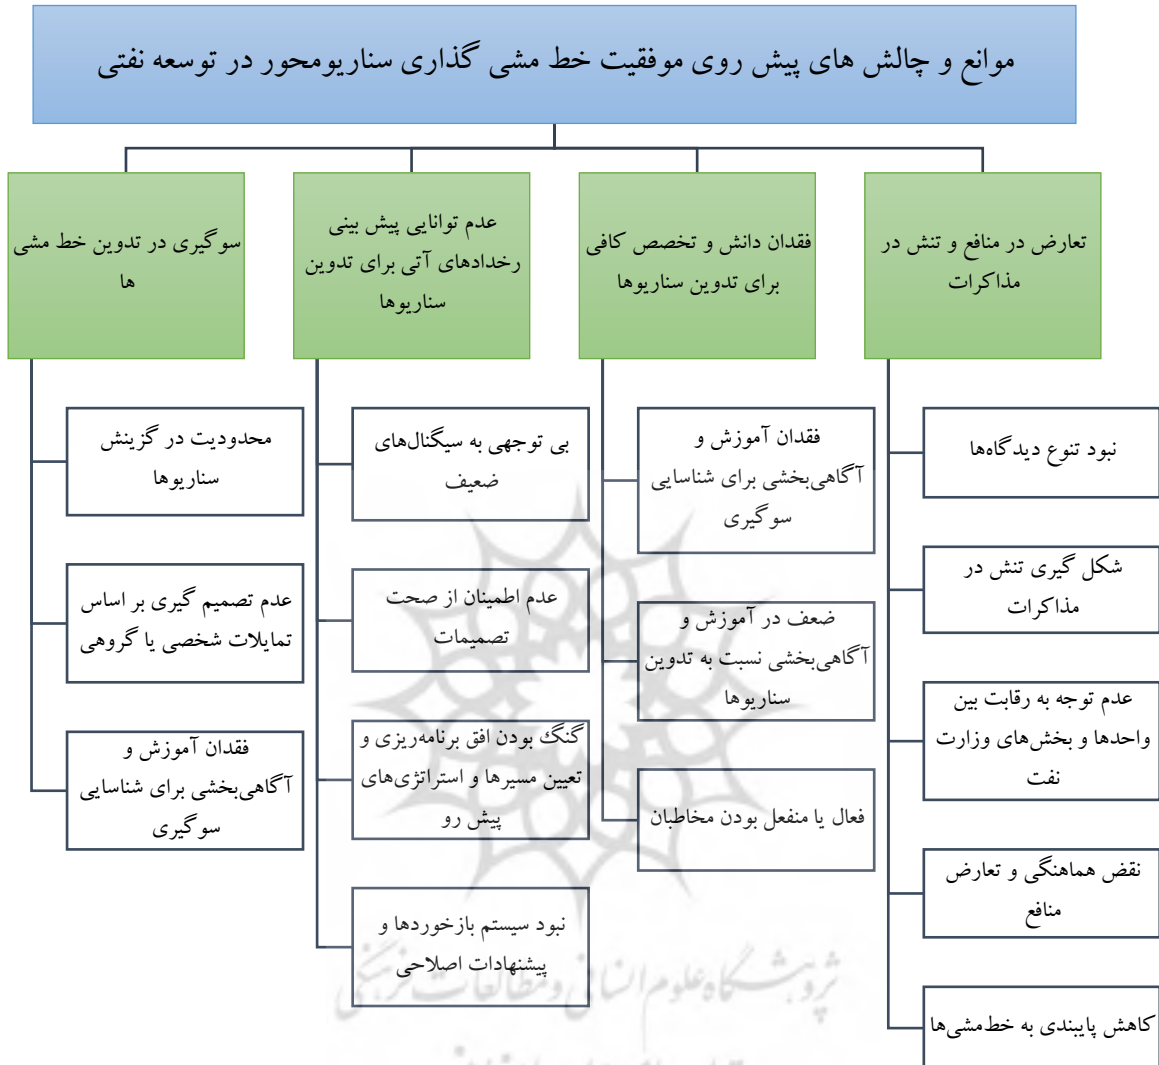 موانع و چالش های پیش روی موفقیت خط مشی گذاری سناریومحور در توسعه نفتی
تعارض در منافع و تنش در
مذاکرات
نبود تنوع دیدگاه‌ها
شکل گیری تنش در
مذاکرات
عدم توجه به رقابت بین
واحدها و بخش‌های وزارت
نفت
نقض هماهنگی و تعارض
منافع
کاهش پایبندی به خط‌مشی‌ها
فقدان دانش و تخصص کافی
برای تدوین سناریوها
فقدان آموزش و
آگاهی‌بخشی برای شناسایی
سوگیری
ضعف در آموزش و
آگاهی‌بخشی نسبت به تدوین
سناریوها
فعال یا منفعل بودن مخاطبان
عدم توانایی پیش بینی
رخدادهای آتی برای تدوین
سناریوها
بی توجهی به سیگنال‌های
ضعیف
عدم اطمینان از صحت
تصمیمات
گنگ بودن افق برنامه‌ریزی و
تعیین مسیرها و استراتژی‌های
پیش رو
نبود سیستم بازخوردها و
پیشنهادات اصلاحی
سوگیری در تدوین خط مشی
ها
محدودیت در گزینش
سناریوها
عدم تصمیم گیری بر اساس
تمایلات شخصی یا گروهی
فقدان آموزش و
آگاهی‌بخشی برای شناسایی
سوگیری
پژوهشگاه علوم انسانی و مطالعات فرهنگی